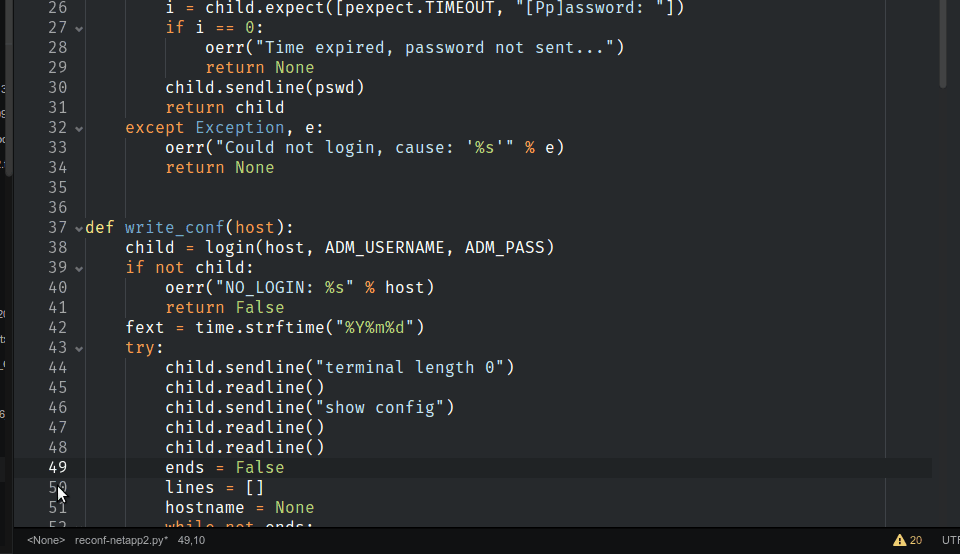 26 i = child.expect([pexpect.TIMEOUT, "[Pp]assword: "])
27 if i == 0:
28 oerr("Time expired, password not sent...")
29 return None
30 child.sendline(pswd)
31 return child
32 except Exception, e:
33 oerr("Could not login, cause: '%s'" % e)
34 return None
35
36
37 def write_conf(host):
38 child = login(host, ADM_USERNAME, ADM_PASS)
39 if not child:
40 oerr("NO_LOGIN: %s" % host)
41 return False
42 fext = time.strftime("%Y%m%d")
43 try:
44 child.sendline("terminal length 0")
45 child.readline()
46 child.sendline("show config")
47 child.readline()
48 child.readline()
49 ends = False
50 lines = []
51 hostname = None
52 while not ends:
<None> reconf-netapp2.py* 49,10 20 UTF